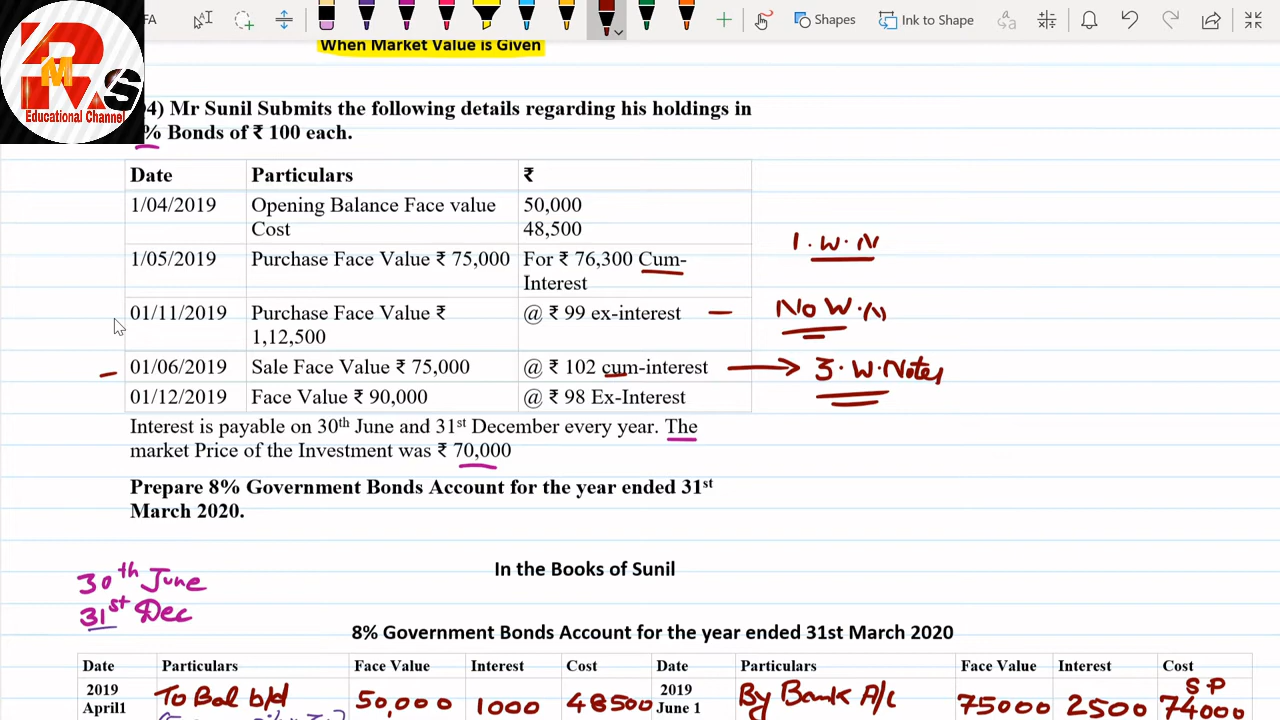 FA
Shapes
Ink to Shape
When Market Value is Given
RMS
Educational Channel
4) Mr Sunil Submits the following details regarding his holdings in
% Bonds of ₹ 100 each.
Date Particulars ₹
1/04/2019 Opening Balance Face value 50,000
Cost 48,500
1/05/2019 Purchase Face Value ₹ 75,000 For ₹ 76,300 Cum-
Interest
1. W. N
01/11/2019 Purchase Face Value ₹ @ ₹ 99 ex-interest — No W. N
1,12,500
01/06/2019 Sale Face Value ₹ 75,000 @ ₹ 102 cum-interest → 3. W. Notes
01/12/2019 Face Value ₹ 90,000 @ ₹ 98 Ex-Interest
Interest is payable on 30th June and 31st December every year. The
market Price of the Investment was ₹ 70,000
Prepare 8% Government Bonds Account for the year ended 31st
March 2020.
In the Books of Sunil
30th June
31st Dec
8% Government Bonds Account for the year ended 31st March 2020
Date Particulars Face Value Interest Cost Date Particulars Face Value Interest Cost
2019 To Bal b/d 50,000 1000 48500 2019 By Bank A/c 75000 2500 S P
April1 June 1 74000